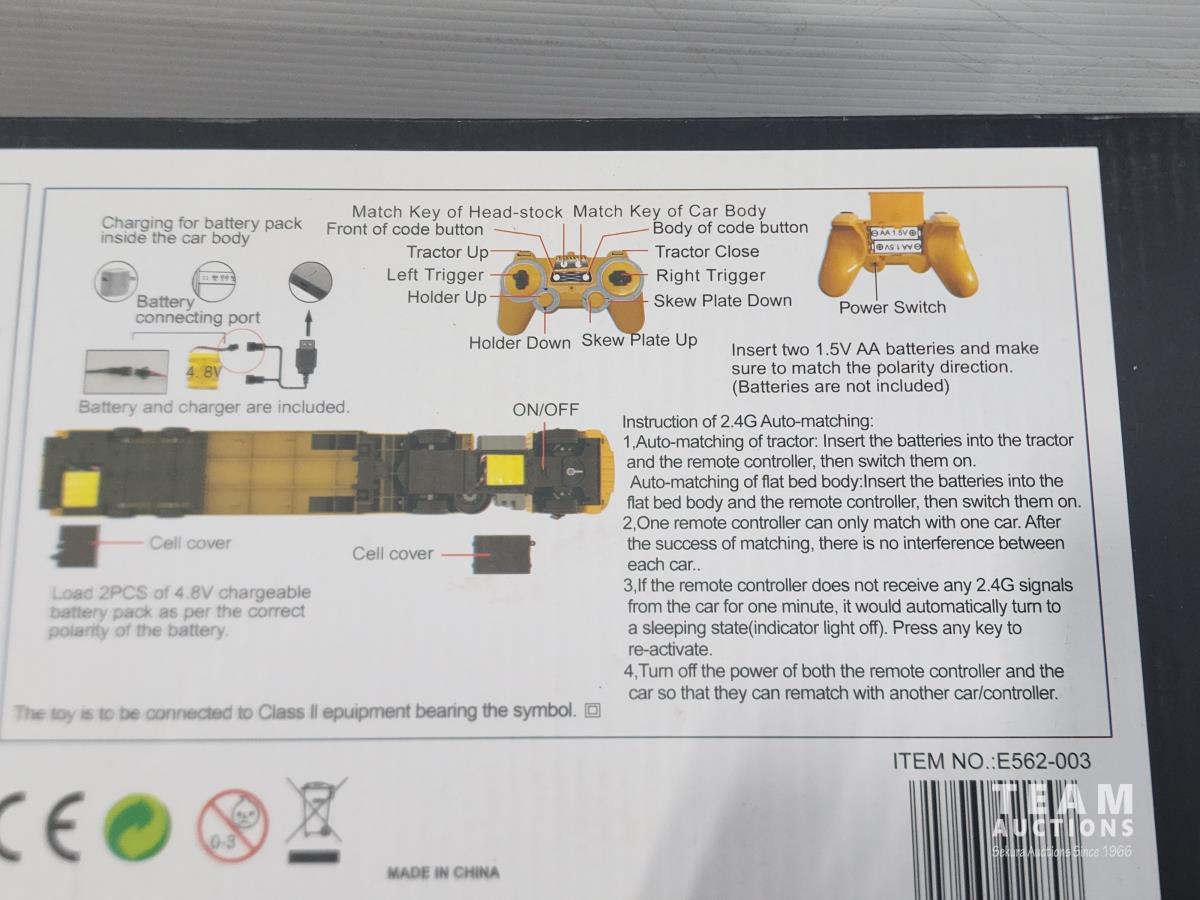 Charging for battery pack
inside the car body
Battery
connecting port
4.8V
Battery and charger are included.
Match Key of Head-stock Match Key of Car Body
Front of code button
Body of code button
Tractor Up
Tractor Close
Left Trigger
Right Trigger
Holder Up
Skew Plate Down
Holder Down
Skew Plate Up
AA 1.5V
AA 1.5V
Power Switch
Insert two 1.5V AA batteries and make
sure to match the polarity direction.
(Batteries are not included)
ON/OFF
Cell cover
Cell cover
Load 2PCS of 4.8V chargeable
battery pack as per the correct
polarity of the battery.
Instruction of 2.4G Auto-matching:
1,Auto-matching of tractor: Insert the batteries into the tractor
and the remote controller, then switch them on.
Auto-matching of flat bed body:Insert the batteries into the
flat bed body and the remote controller, then switch them on.
2,One remote controller can only match with one car. After
the success of matching, there is no interference between
each car..
3,If the remote controller does not receive any 2.4G signals
from the car for one minute, it would automatically turn to
a sleeping state(indicator light off). Press any key to
re-activate.
4,Turn off the power of both the remote controller and the
car so that they can rematch with another car/controller.
The toy is to be connected to Class II epuipment bearing the symbol.
ITEM NO.:E562-003
CE
0-3
MADE IN CHINA
TEAM
AUCTIONS
Sekura Auctions Since 1966